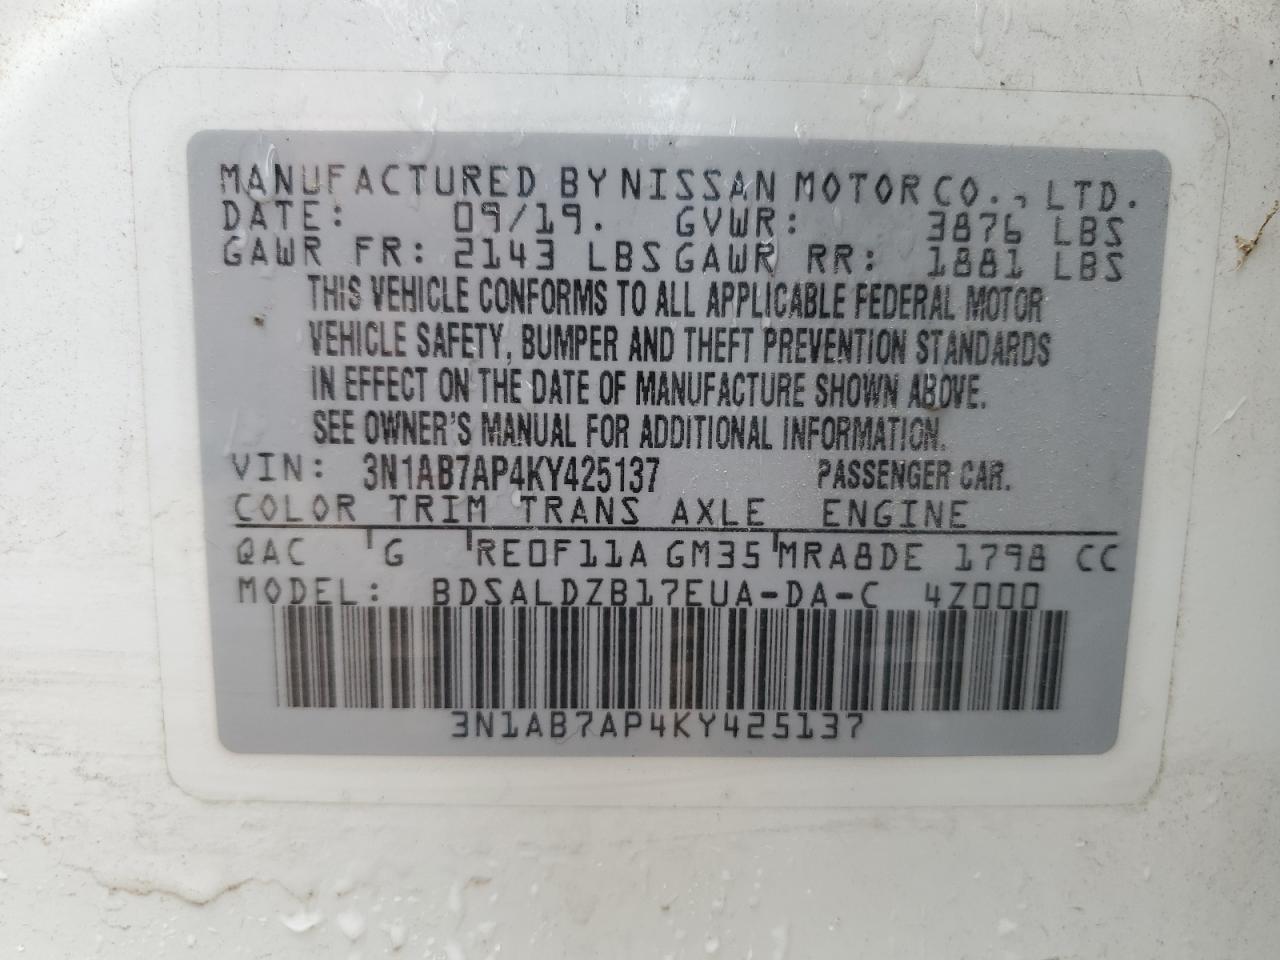 MANUFACTURED BY NISSAN MOTOR CO., LTD.
DATE: 09/19. GVWR: 3876 LBS
GAWR FR: 2143 LBS GAWR RR: 1881 LBS
THIS VEHICLE CONFORMS TO ALL APPLICABLE FEDERAL MOTOR
VEHICLE SAFETY, BUMPER AND THEFT PREVENTION STANDARDS
IN EFFECT ON THE DATE OF MANUFACTURE SHOWN ABOVE.
SEE OWNER'S MANUAL FOR ADDITIONAL INFORMATION.
VIN: 3N1AB7AP4KY425137 PASSENGER CAR.
COLOR TRIM TRANS AXLE ENGINE
QAC G RE0F11A GM35 MRA8DE 1798 CC
MODEL: BDSALDZB17EUA-DA-C 4Z000
3N1AB7AP4KY425137